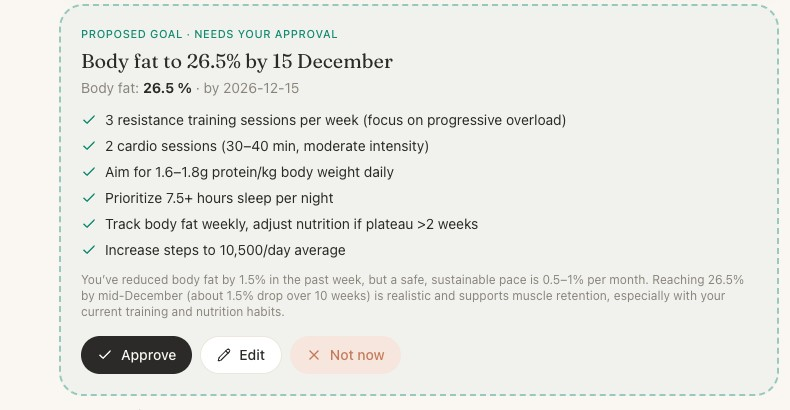 PROPOSED GOAL · NEEDS YOUR APPROVAL
Body fat to 26.5% by 15 December
Body fat: 26.5 % · by 2026-12-15
3 resistance training sessions per week (focus on progressive overload)
2 cardio sessions (30–40 min, moderate intensity)
Aim for 1.6–1.8g protein/kg body weight daily
Prioritize 7.5+ hours sleep per night
Track body fat weekly, adjust nutrition if plateau >2 weeks
Increase steps to 10,000/day average
You’ve reduced body fat by 1.5% in the past week, but a safe, sustainable pace is 0.5–1% per month. Reaching 26.5%
by mid-December (about 1.5% drop over 10 weeks) is realistic and supports muscle retention, especially with your
current training and nutrition habits.
Approve Edit Not now